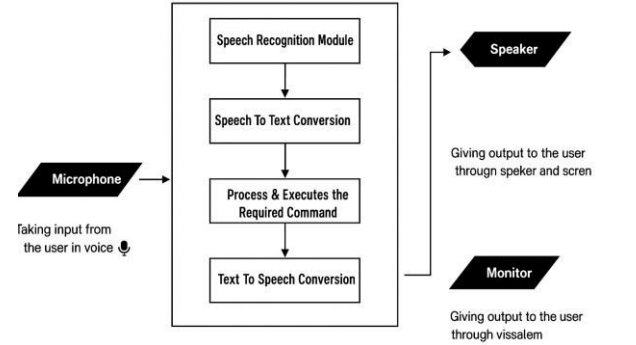 Speech Recognition Module
Speech To Text Conversion
Process & Executes the
Required Command
Text To Speech Conversion
Microphone
Taking input from
the user in voice
Speaker
Giving output to the user
througn speker and scren
Monitor
Giving output to the user
through vissalem